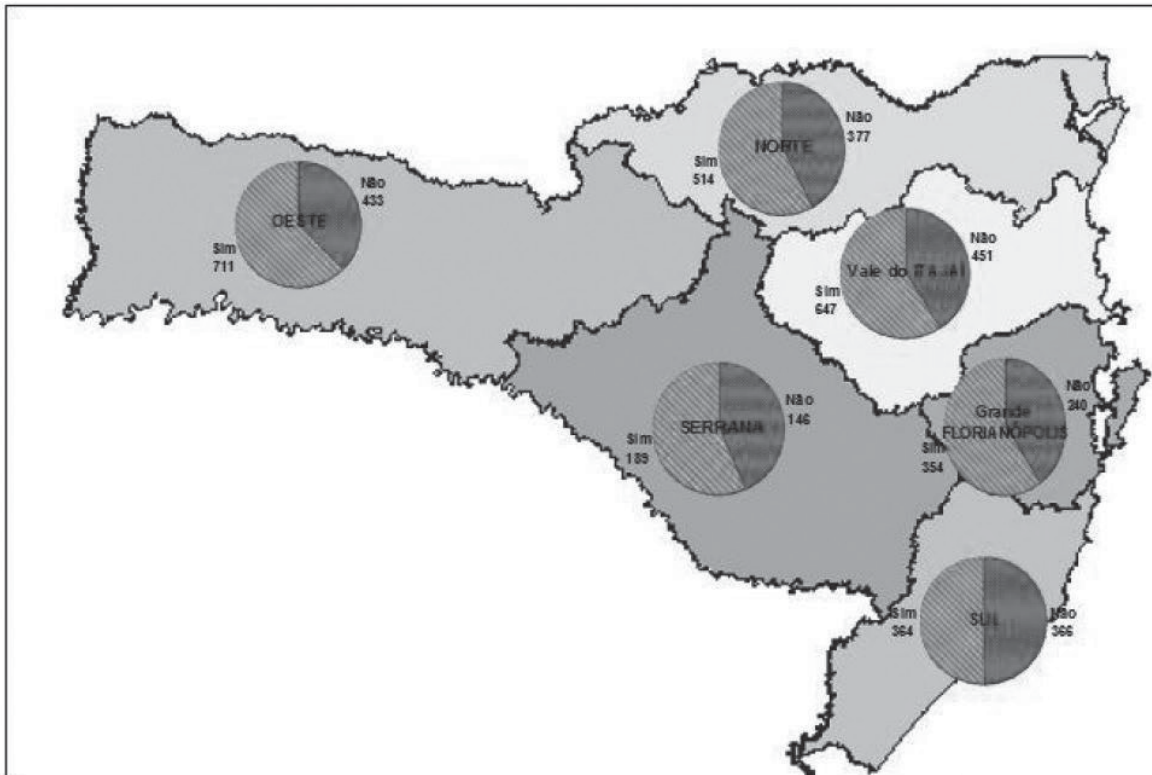 NORTE
Não
377
Sim
514
OESTE
Não
433
Sim
711
Vale do ITAJAÍ
Não
451
Sim
647
SERRANA
Não
146
Sim
189
Grande
FLORIANÓPOLIS
Não
240
Sim
354
SUL
Sim
364
Não
366